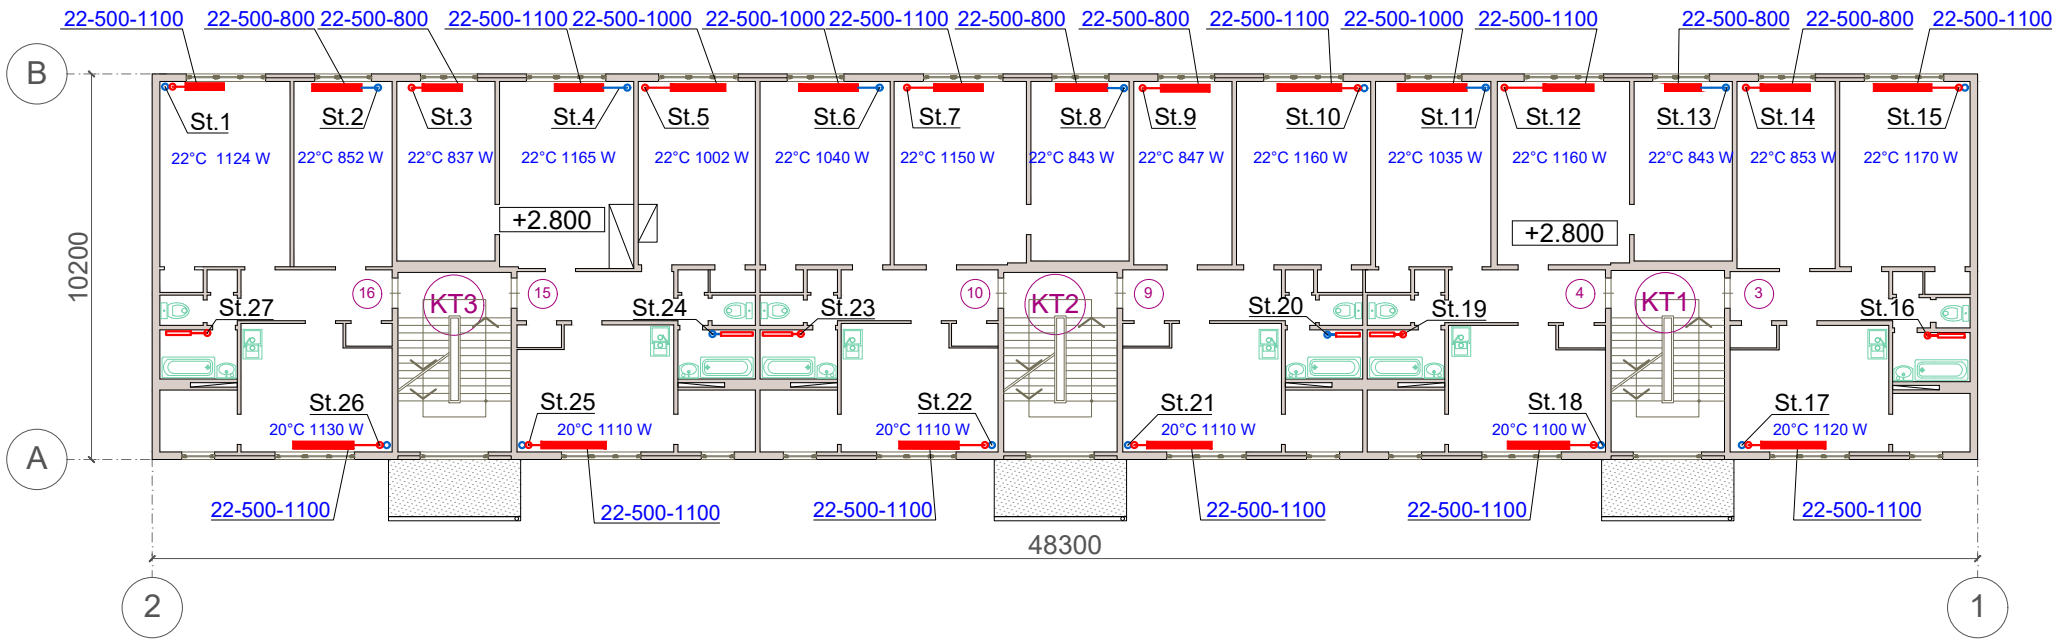 22-500-1100 22-500-800 22-500-800 22-500-1100 22-500-1000 22-500-1000 22-500-1100 22-500-800 22-500-800 22-500-1100 22-500-1000 22-500-1100 22-500-800 22-500-800 22-500-1100
B
St.1 St.2 St.3 St.4 St.5 St.6 St.7 St.8 St.9 St.10 St.11 St.12 St.13 St.14 St.15
22°C 1124 W 22°C 852 W 22°C 837 W 22°C 1165 W 22°C 1002 W 22°C 1040 W 22°C 1150 W 22°C 843 W 22°C 847 W 22°C 1160 W 22°C 1035 W 22°C 1160 W 22°C 843 W 22°C 853 W 22°C 1170 W
+2.800 +2.800
10200
16 15 10 9 4 3
KT3 KT2 KT1
St.27 St.24 St.23 St.20 St.19 St.16
St.26 St.25 St.22 St.21 St.18 St.17
20°C 1130 W 20°C 1110 W 20°C 1110 W 20°C 1110 W 20°C 1100 W 20°C 1120 W
A
22-500-1100 22-500-1100 22-500-1100 22-500-1100 22-500-1100 22-500-1100
48300
2 1